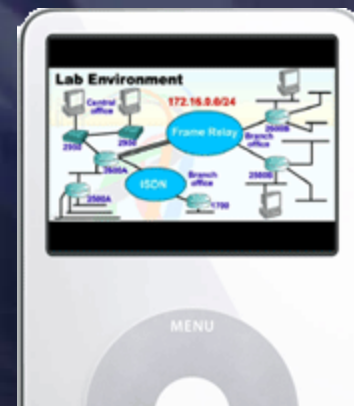 Lab Environment
Central
office
172.16.0.0/24
Frame Relay
2600B
Branch
office
2950
2950
3500A
ISDN
Branch
office
2500B
2500A
1700
MENU